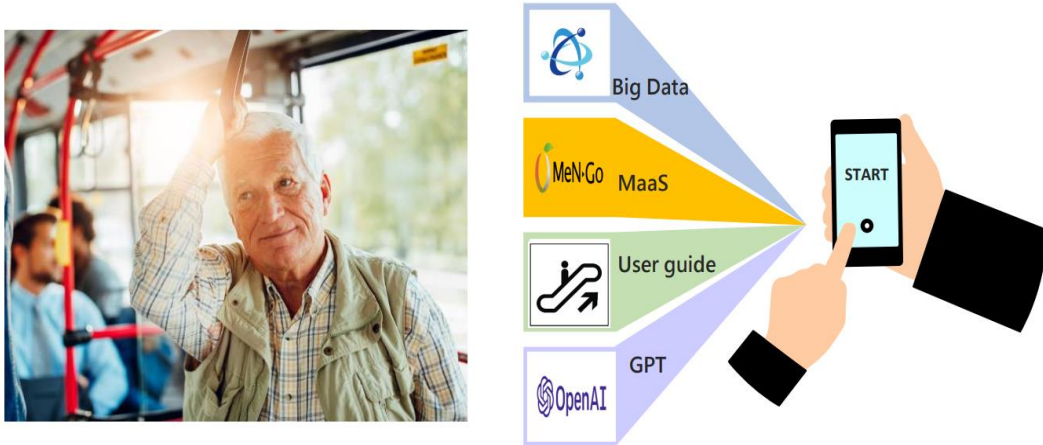 Big Data
MeN·Go
MaaS
User guide
OpenAI
GPT
START